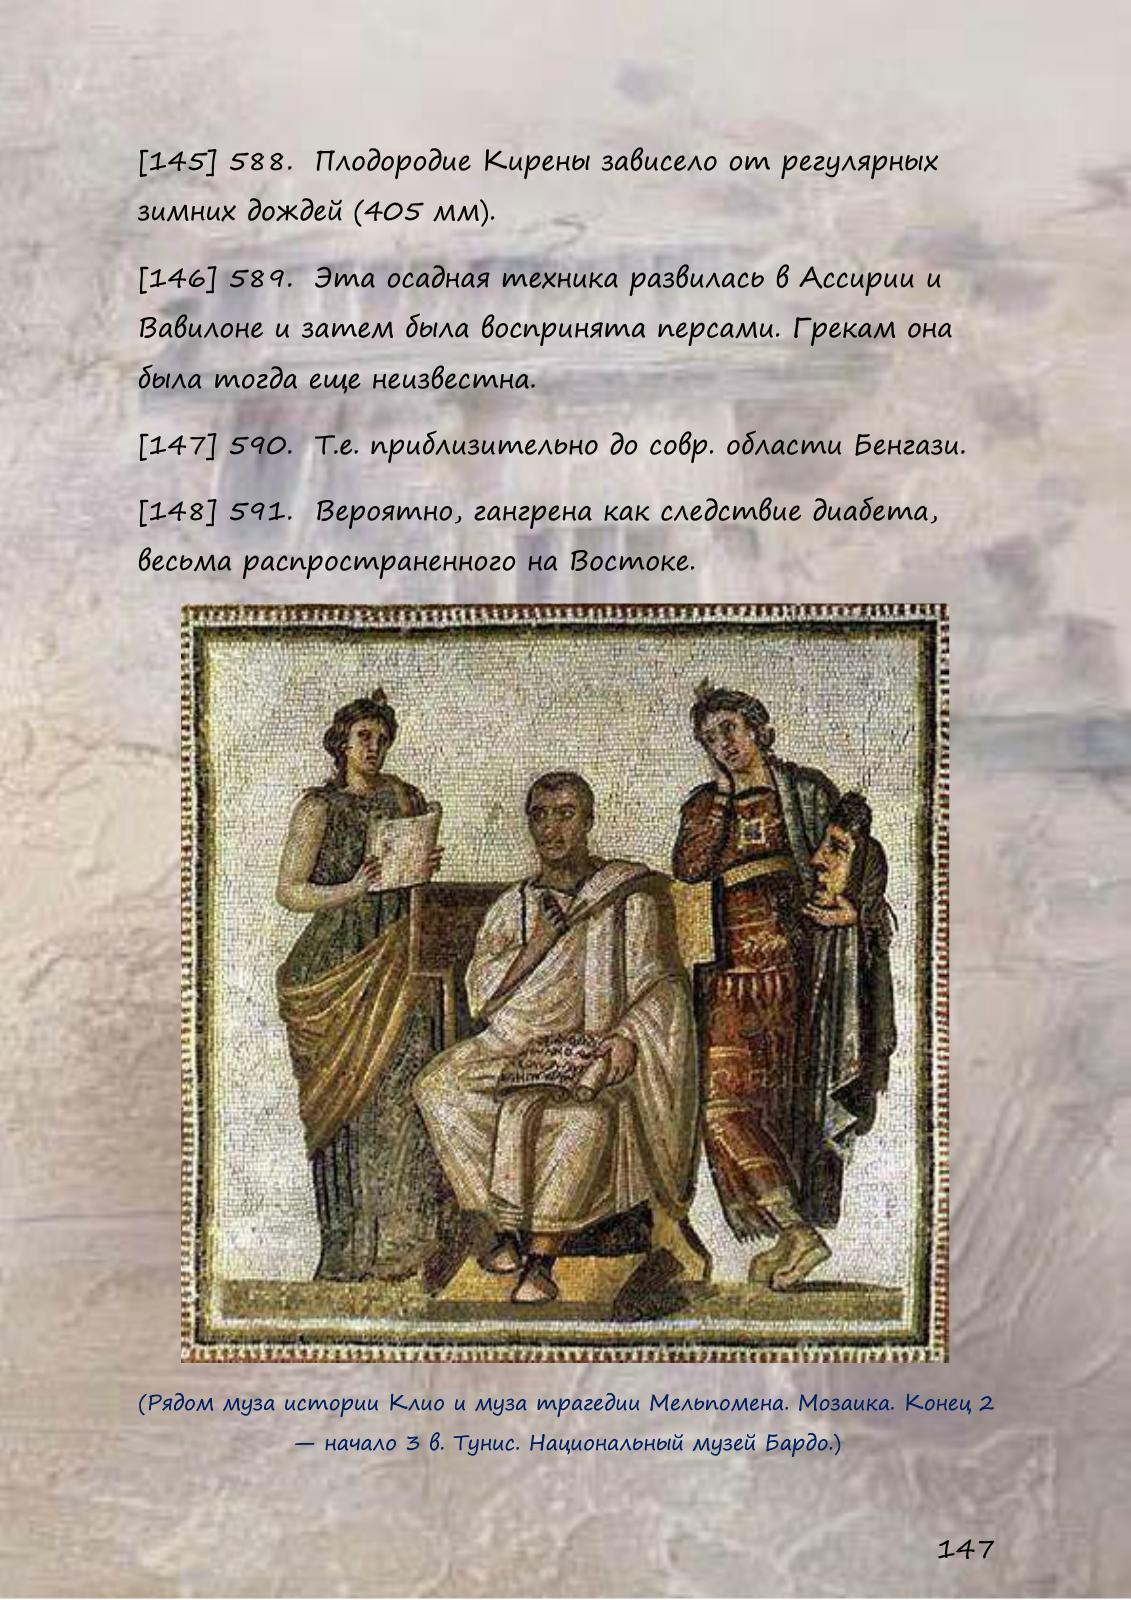 [145] 588. Плодородие Кирены зависело от регулярных
зимних дождей (405 мм).
[146] 589. Эта осадная техника развилась в Ассирии и
Вавилоне и затем была воспринята персами. Грекам она
была тогда еще неизвестна.
[147] 590. Т.е. приблизительно до совр. области Бенгази.
[148] 591. Вероятно, гангрена как следствие диабета,
весьма распространенного на Востоке.
(Рядом муза истории Клио и муза трагедии Мельпомена. Мозаика. Конец 2
— начало 3 в. Тунис. Национальный музей Бардо.)
147